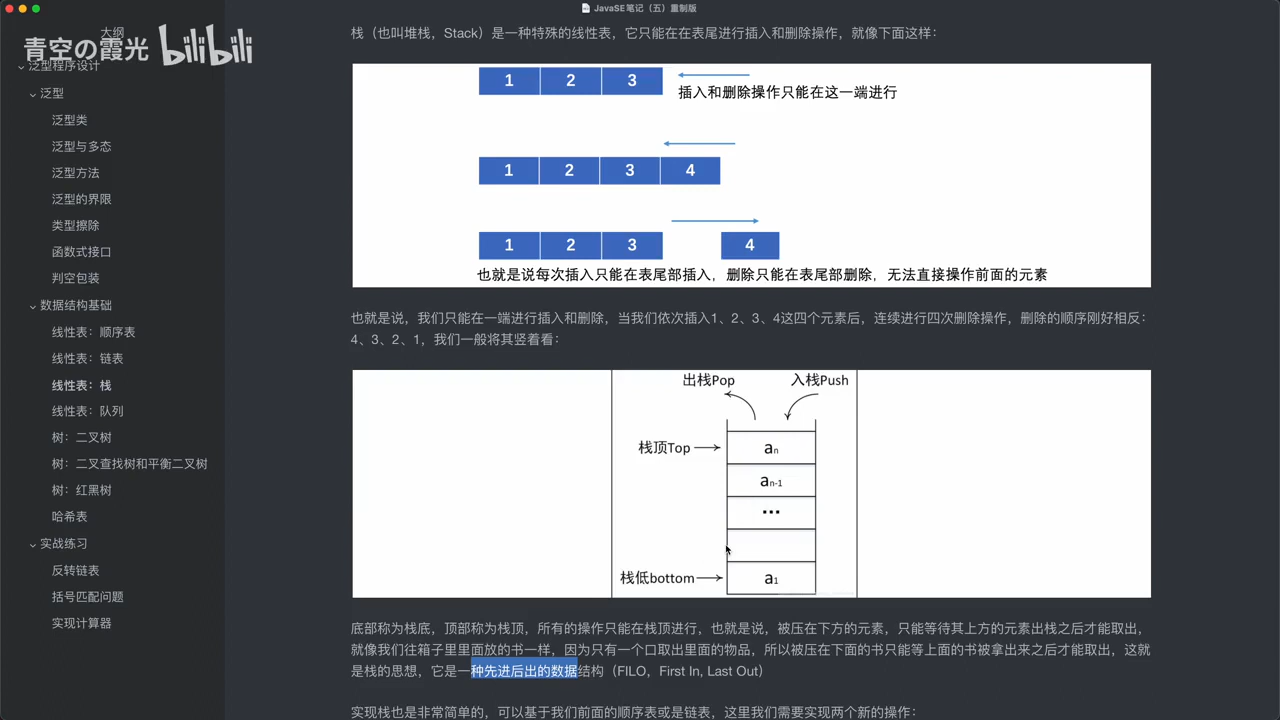 JavaSE笔记（五）重制版
大纲
青空の霞光 bilibili
泛型程序设计
泛型
泛型类
泛型与多态
泛型方法
泛型的界限
类型擦除
函数式接口
判空包装
数据结构基础
线性表：顺序表
线性表：链表
线性表：栈
线性表：队列
树：二叉树
树：二叉查找树和平衡二叉树
树：红黑树
哈希表
实战练习
反转链表
括号匹配问题
实现计算器
栈（也叫堆栈，Stack）是一种特殊的线性表，它只能在在表尾进行插入和删除操作，就像下面这样：
1 2 3
插入和删除操作只能在这一端进行
1 2 3 4
1 2 3 4
也就是说每次插入只能在表尾部插入，删除只能在表尾部删除，无法直接操作前面的元素
也就是说，我们只能在一端进行插入和删除，当我们依次插入1、2、3、4这四个元素后，连续进行四次删除操作，删除的顺序刚好相反：
4、3、2、1，我们一般将其竖着看：
出栈Pop 入栈Push
栈顶Top an
an-1
•••
栈低bottom a1
底部称为栈底，顶部称为栈顶，所有的操作只能在栈顶进行，也就是说，被压在下方的元素，只能等待其上方的元素出栈之后才能取出，
就像我们往箱子里里面放的书一样，因为只有一个口取出里面的物品，所以被压在下面的书只能等上面的书被拿出来之后才能取出，这就
是栈的思想，它是一种先进后出的数据结构（FILO，First In, Last Out）
实现栈也是非常简单的，可以基于我们前面的顺序表或是链表，这里我们需要实现两个新的操作：